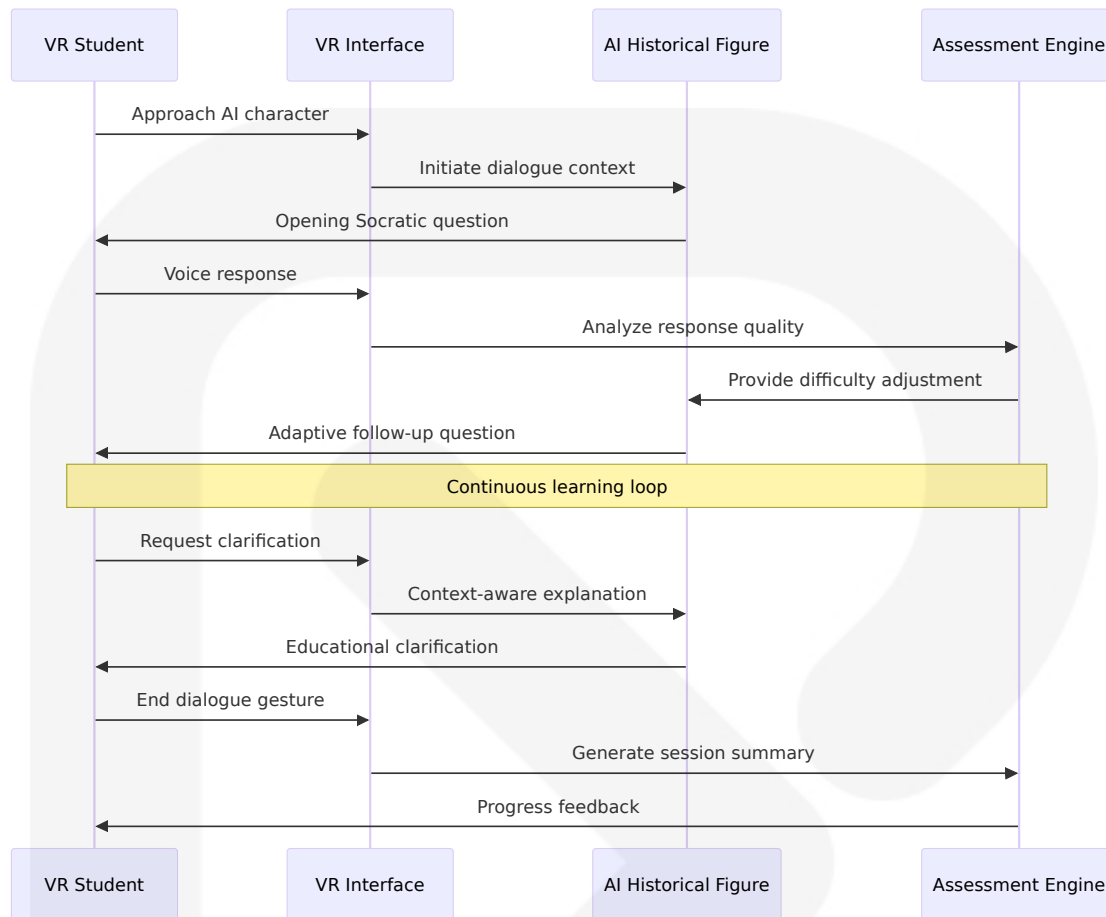 VR Student
VR Interface
AI Historical Figure
Assessment Engine
Approach AI character
Initiate dialogue context
Opening Socratic question
Voice response
Analyze response quality
Provide difficulty adjustment
Adaptive follow-up question
Continuous learning loop
Request clarification
Context-aware explanation
Educational clarification
End dialogue gesture
Generate session summary
Progress feedback
VR Student
VR Interface
AI Historical Figure
Assessment Engine